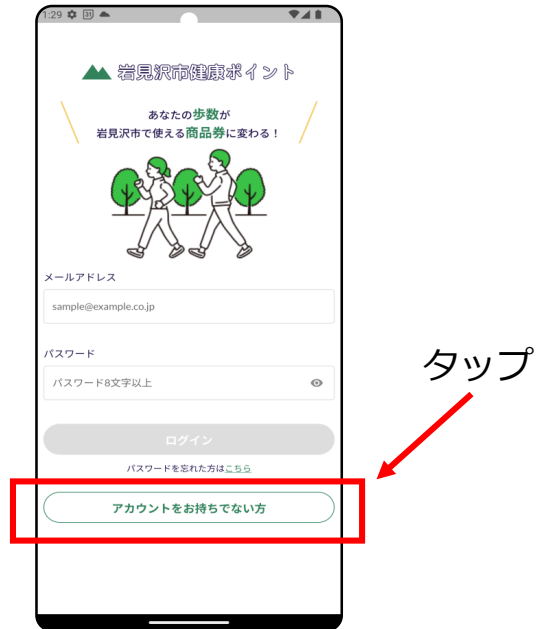 1:29 31
岩見沢市健康ポイント
あなたの歩数が
岩見沢市で使える商品券に変わる！
メールアドレス
sample@example.co.jp
パスワード
パスワード8文字以上
タップ
ログイン
パスワードを忘れた方はこちら
アカウントをお持ちでない方